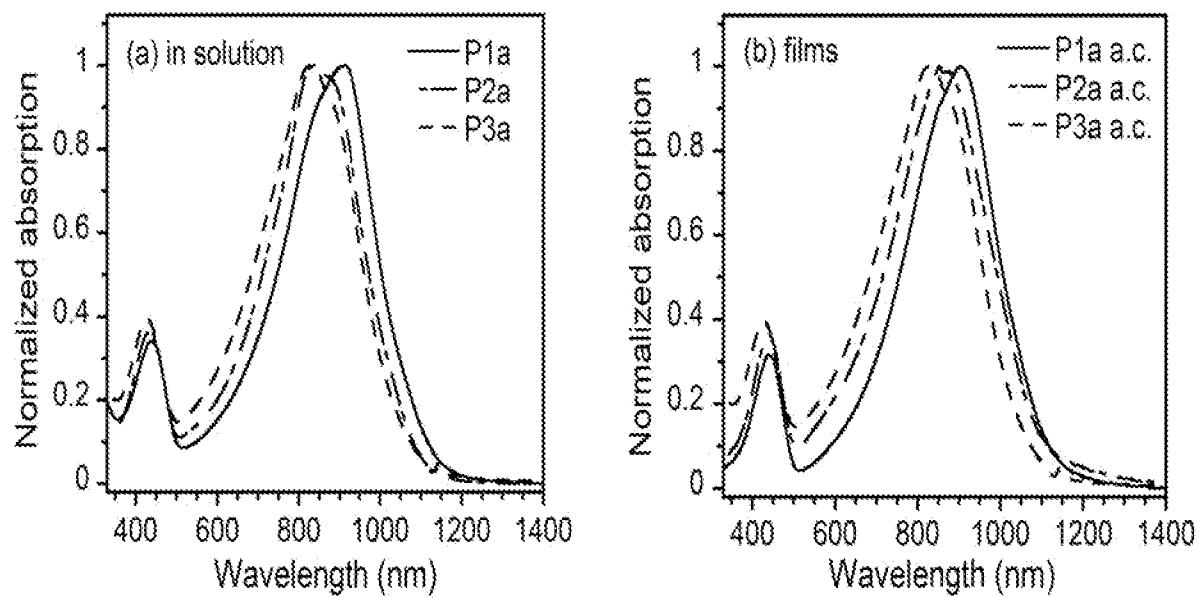 (a) in solution
P1a
P2a
P3a
Normalized absorption
1
0.8
0.6
0.4
0.2
0
400 600 800 1000 1200 1400
Wavelength (nm)
(b) films
P1a a.c.
P2a a.c.
P3a a.c.
Normalized absorption
1
0.8
0.6
0.4
0.2
0
400 600 800 1000 1200 1400
Wavelength (nm)